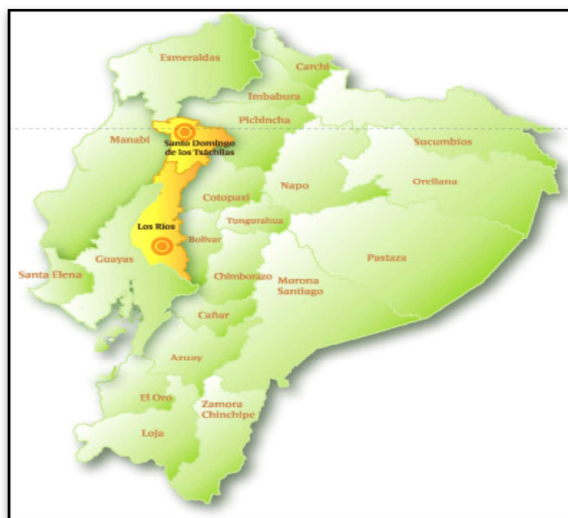 Esmeraldas
Carchi
Imbabura
Pichincha
Manabí
Santo Domingo
de los Tsáchilas
Sucumbios
Orellana
Napo
Cotopaxi
Tungurahua
Los Ríos
Bolívar
Guayas
Pastaza
Santa Elena
Chimborazo
Morona
Santiago
Cañar
Azuay
El Oro
Zamora
Chinchipe
Loja